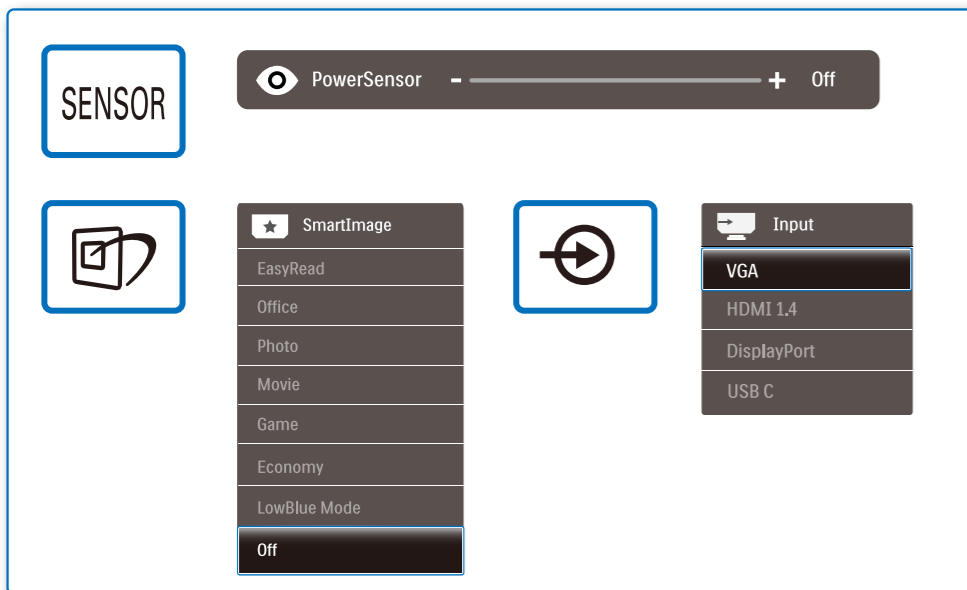 SENSOR
PowerSensor - + Off
SmartImage
EasyRead
Office
Photo
Movie
Game
Economy
LowBlue Mode
Off
Input
VGA
HDMI 1.4
DisplayPort
USB C